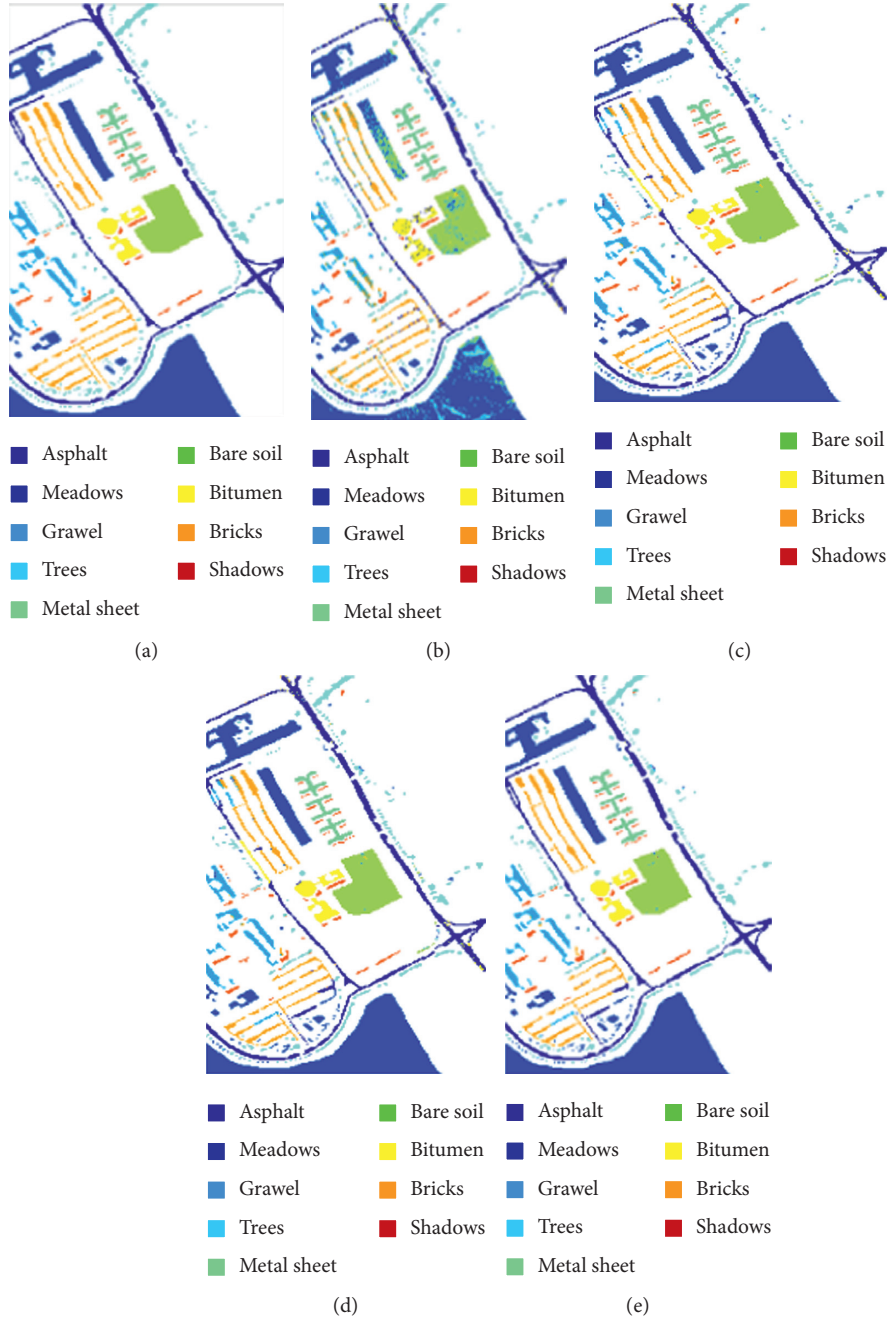 Asphalt
Meadows
Grawel
Trees
Metal sheet
Bare soil
Bitumen
Bricks
Shadows
(a)
Asphalt
Meadows
Grawel
Trees
Metal sheet
Bare soil
Bitumen
Bricks
Shadows
(b)
Asphalt
Meadows
Grawel
Trees
Metal sheet
Bare soil
Bitumen
Bricks
Shadows
(c)
Asphalt
Meadows
Grawel
Trees
Metal sheet
Bare soil
Bitumen
Bricks
Shadows
(d)
Asphalt
Meadows
Grawel
Trees
Metal sheet
Bare soil
Bitumen
Bricks
Shadows
(e)